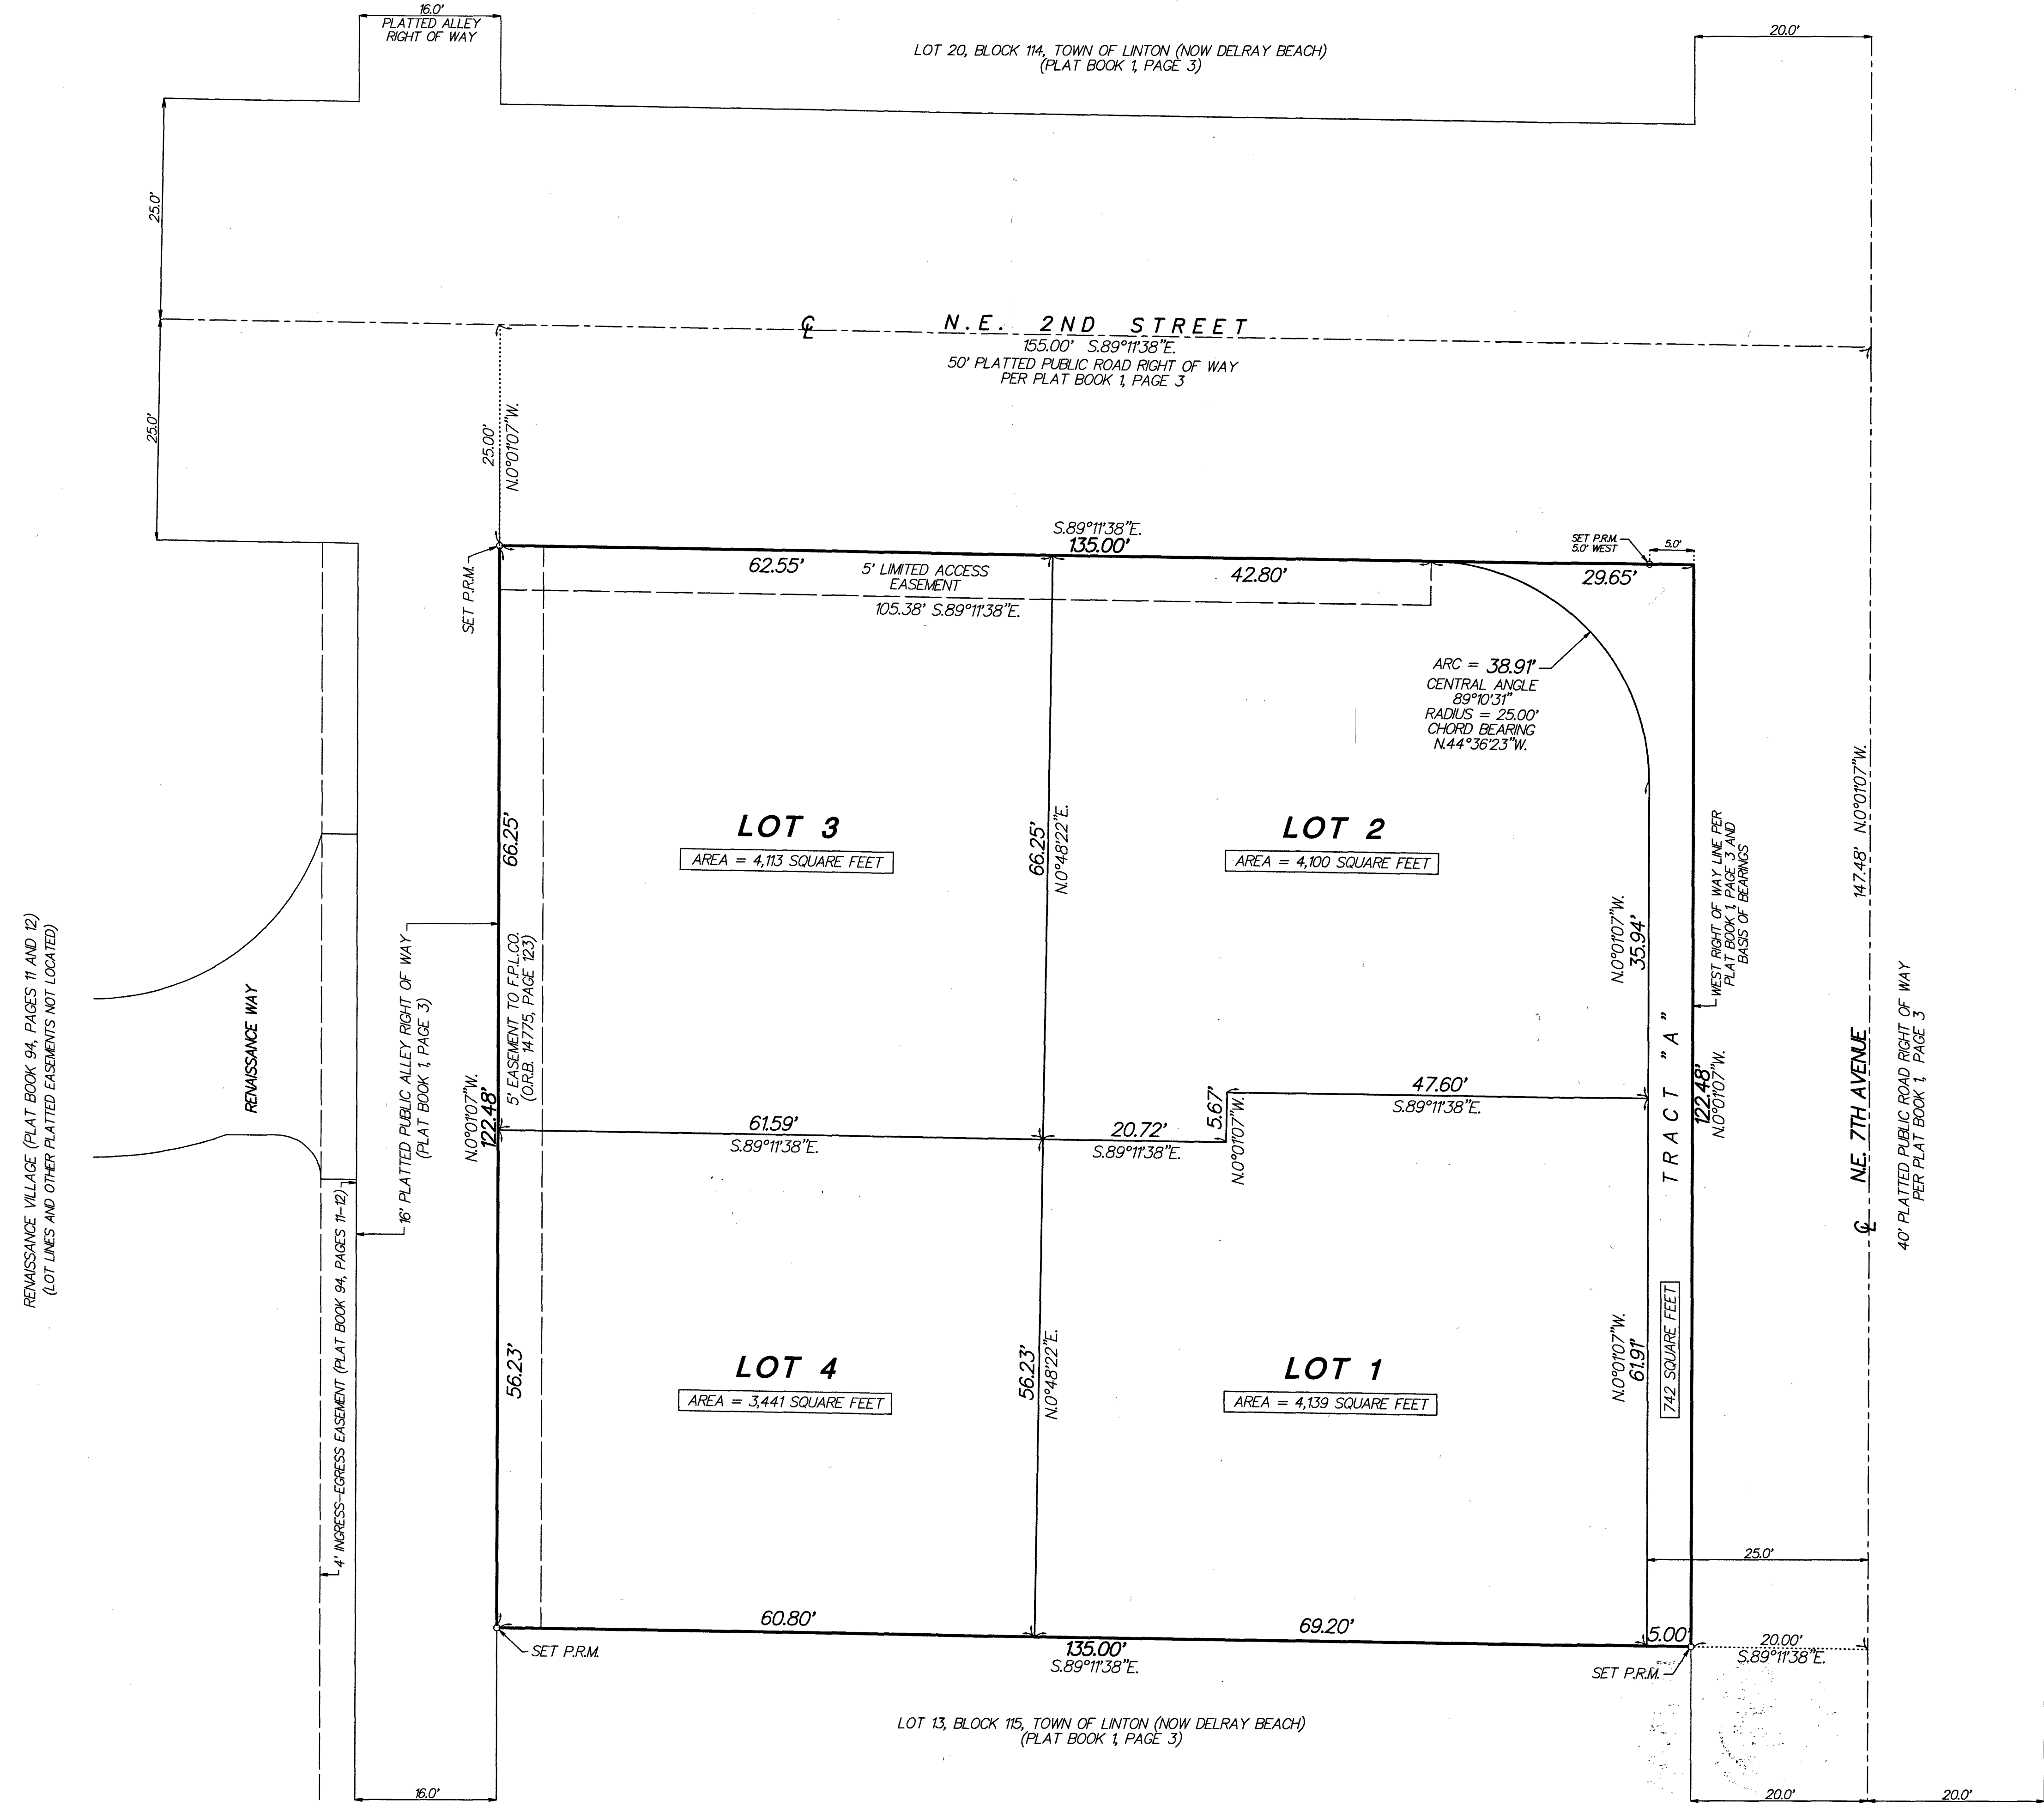 16.0'
PLATTED ALLEY
RIGHT OF WAY
LOT 20, BLOCK 114, TOWN OF LINTON (NOW DELRAY BEACH)
(PLAT BOOK 1, PAGE 3)
20.0'
25.0'
25.0'
℄ N.E. 2ND STREET
155.00' S.89°11'38"E.
50' PLATTED PUBLIC ROAD RIGHT OF WAY
PER PLAT BOOK 1, PAGE 3
25.00'
N.0°01'07"W.
S.89°11'38"E.
135.00'
SET P.R.M.
5.0' WEST
5.0'
SET P.R.M.
62.55'
5' LIMITED ACCESS
EASEMENT
42.80'
29.65'
105.38' S.89°11'38"E.
ARC = 38.91'
CENTRAL ANGLE
89°10'31"
RADIUS = 25.00'
CHORD BEARING
N.44°36'23"W.
LOT 3
AREA = 4,113 SQUARE FEET
LOT 2
AREA = 4,100 SQUARE FEET
66.25'
66.25'
N.0°48'22"E.
N.0°01'07"W.
35.94'
WEST RIGHT OF WAY LINE PER
PLAT BOOK 1, PAGE 3 AND
BASIS OF BEARINGS
147.48' N.0°01'07"W.
RENAISSANCE VILLAGE (PLAT BOOK 94, PAGES 11 AND 12)
(LOT LINES AND OTHER PLATTED EASEMENTS NOT LOCATED)
RENAISSANCE WAY
16' PLATTED PUBLIC ALLEY RIGHT OF WAY
(PLAT BOOK 1, PAGE 3)
N.0°01'07"W.
122.48'
5' EASEMENT TO F.P.L.CO.
(O.R.B. 14775, PAGE 123)
61.59'
S.89°11'38"E.
20.72'
S.89°11'38"E.
5.67'
N.0°01'07"W.
47.60'
S.89°11'38"E.
TRACT "A"
122.48'
N.0°01'07"W.
℄ N.E. 7TH AVENUE
40' PLATTED PUBLIC ROAD RIGHT OF WAY
PER PLAT BOOK 1, PAGE 3
4' INGRESS-EGRESS EASEMENT (PLAT BOOK 94, PAGES 11-12)
56.23'
LOT 4
AREA = 3,441 SQUARE FEET
56.23'
N.0°48'22"E.
LOT 1
AREA = 4,139 SQUARE FEET
N.0°01'07"W.
61.91'
742 SQUARE FEET
25.0'
60.80'
69.20'
5.00'
20.00'
S.89°11'38"E.
SET P.R.M.
135.00'
S.89°11'38"E.
SET P.R.M.
LOT 13, BLOCK 115, TOWN OF LINTON (NOW DELRAY BEACH)
(PLAT BOOK 1, PAGE 3)
16.0'
20.0'
20.0'